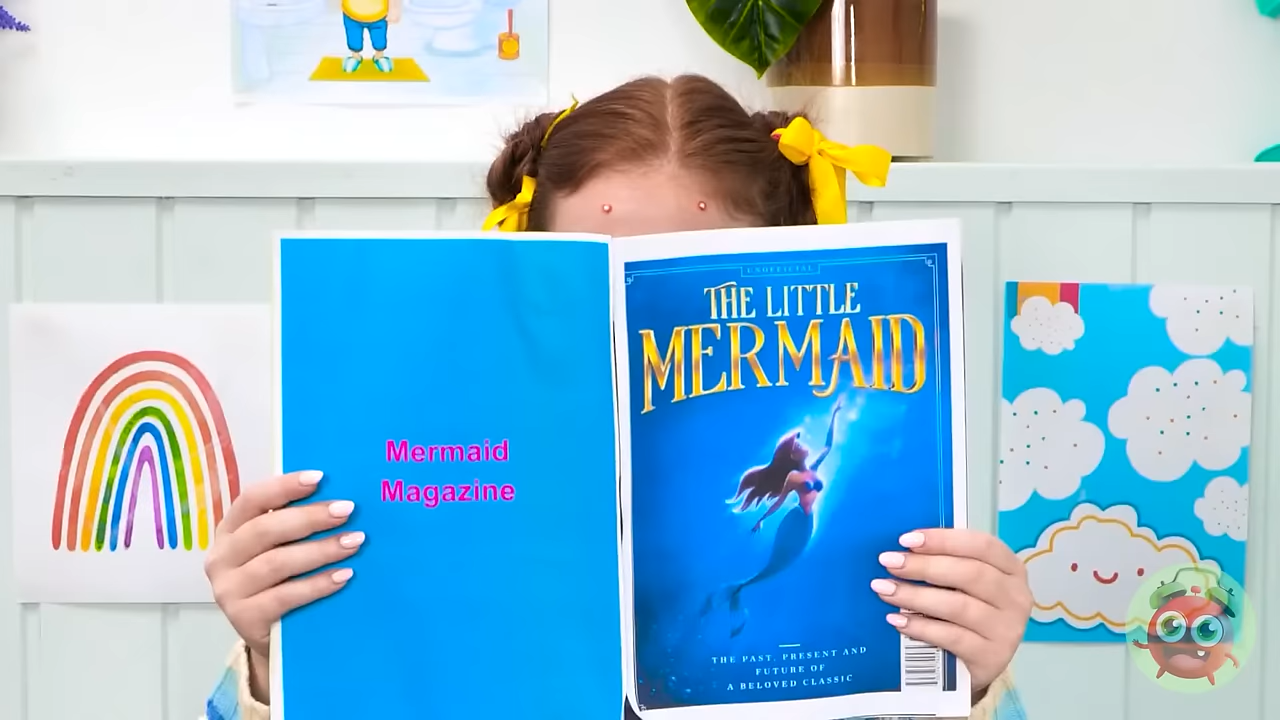 Mermaid
Magazine
UNOFFICIAL
THE LITTLE
MERMAID
THE PAST, PRESENT AND
FUTURE OF
A BELOVED CLASSIC